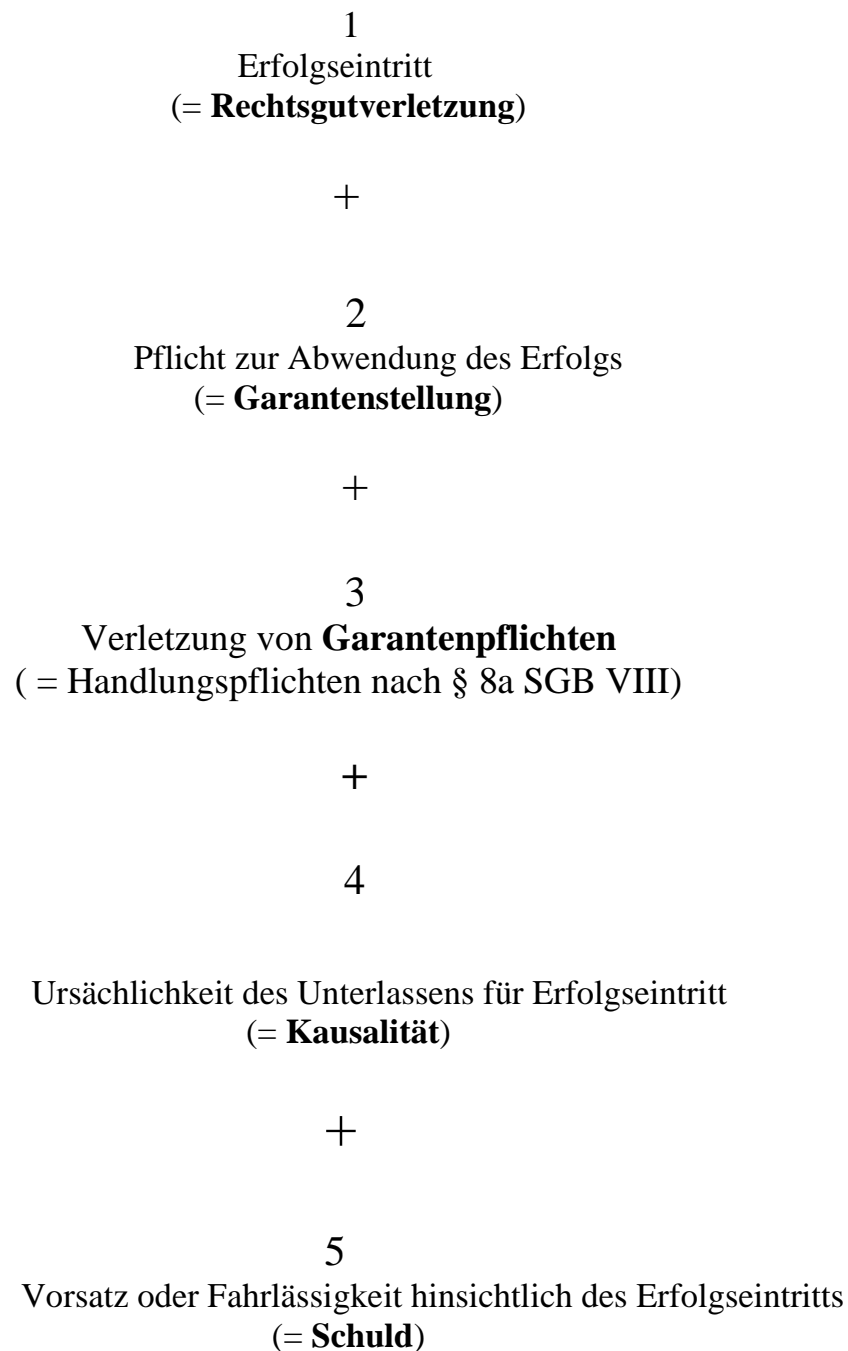 1
Erfolgseintritt
(= Rechtsgutverletzung)
+
2
Pflicht zur Abwendung des Erfolgs
(= Garantenstellung)
+
3
Verletzung von Garantenpflichten
( = Handlungspflichten nach § 8a SGB VIII)
+
4
Ursächlichkeit des Unterlassens für Erfolgseintritt
(= Kausalität)
+
5
Vorsatz oder Fahrlässigkeit hinsichtlich des Erfolgseintritts
(= Schuld)